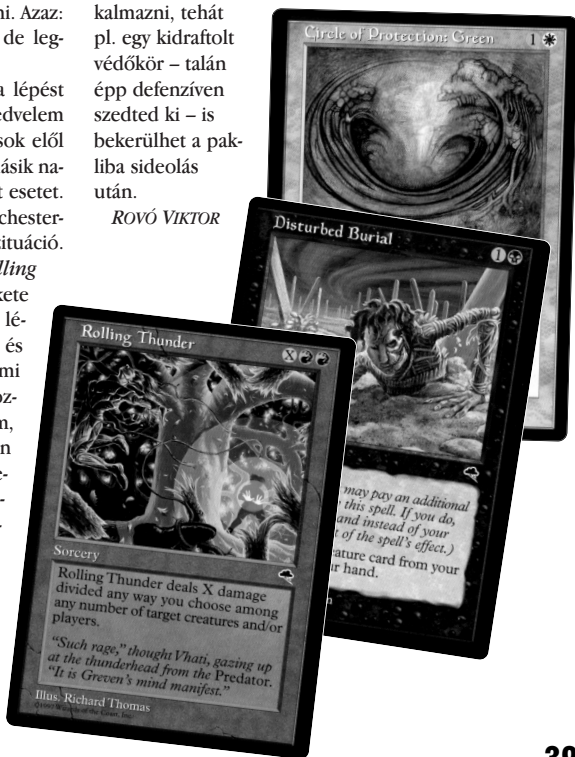 ni. Azaz:
de leg-
a lépést
edvelem
sok elől
ásik na-
t esetet.
chester-
zituáció.
lling
kete
lé-
és
mi
oz-
m,
n
e-
-
.
kalmazni, tehát
pl. egy kidraftolt
védőkör – talán
épp defenzíven
szedted ki – is
bekerülhet a pak-
liba sideolás
után.
ROVÓ VIKTOR
Circle of Protection: Green 1
Disturbed Burial 1
may pay an additional
this spell. If you do,
and instead of your
t of the spell's effect.)
ature card from your
r hand.
Rolling Thunder X
Sorcery
Rolling Thunder deals X damage
divided any way you choose among
any number of target creatures and/or
players.
"Such rage," thought Vhati, gazing up
at the thunderhead from the Predator.
"It is Greven's mind manifest."
Illus. Richard Thomas
39